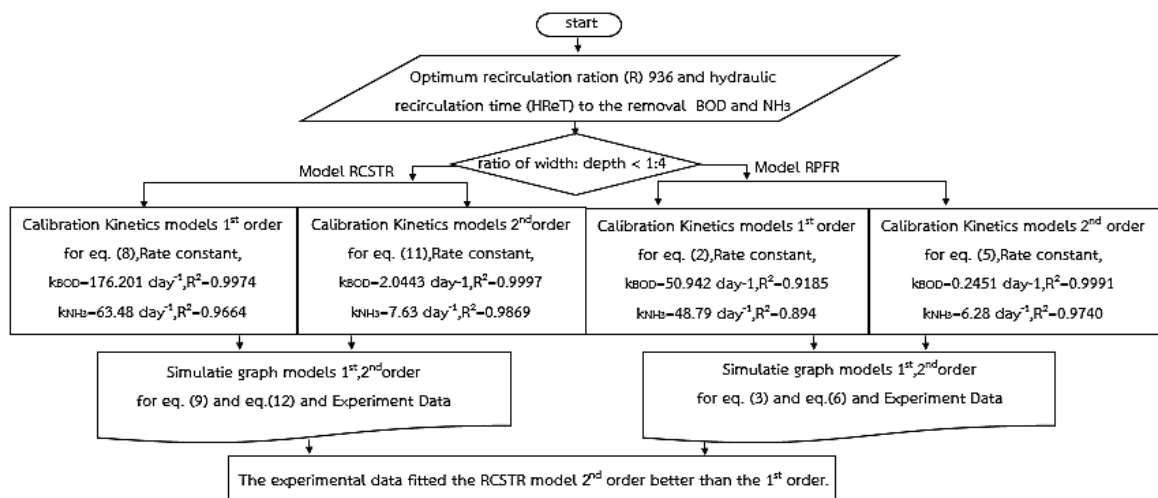 start
Optimum recirculation ration (R) 936 and hydraulic
recirculation time (HReT) to the removal BOD and NH₃
ratio of width: depth < 1:4
Model RCSTR
Model RPFR
Calibration Kinetics models 1ˢᵗ order
for eq. (8),Rate constant,
kBOD=176.201 day⁻¹,R²=0.9974
kNH₃=63.48 day⁻¹,R²=0.9664
Calibration Kinetics models 2ⁿᵈorder
for eq. (11),Rate constant,
kBOD=2.0443 day-1,R²=0.9997
kNH₃=7.63 day⁻¹,R²=0.9869
Calibration Kinetics models 1ˢᵗ order
for eq. (2),Rate constant,
kBOD=50.942 day-1,R²=0.9185
kNH₃=48.79 day⁻¹,R²=0.894
Calibration Kinetics models 2ⁿᵈ order
for eq. (5),Rate constant,
kBOD=0.2451 day-1,R²=0.9991
kNH₃=6.28 day⁻¹,R²=0.9740
Simulatie graph models 1ˢᵗ,2ⁿᵈorder
for eq. (9) and eq.(12) and Experiment Data
Simulatie graph models 1ˢᵗ,2ⁿᵈorder
for eq. (3) and eq.(6) and Experiment Data
The experimental data fitted the RCSTR model 2ⁿᵈ order better than the 1ˢᵗ order.